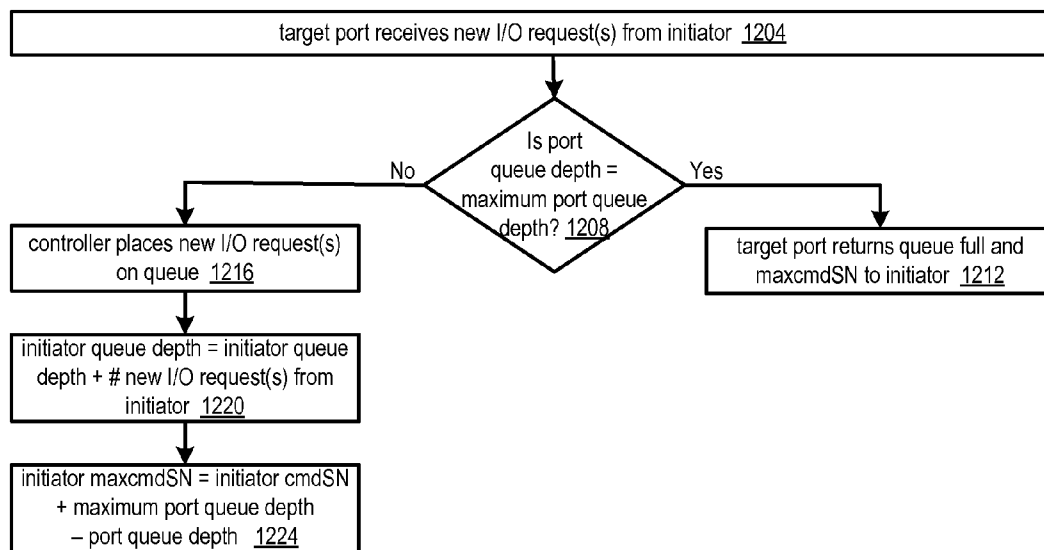 target port receives new I/O request(s) from initiator 1204
Is port
queue depth =
maximum port queue
depth? 1208
No
Yes
controller places new I/O request(s)
on queue 1216
target port returns queue full and
maxcmdSN to initiator 1212
initiator queue depth = initiator queue
depth + # new I/O request(s) from
initiator 1220
initiator maxcmdSN = initiator cmdSN
+ maximum port queue depth
– port queue depth 1224